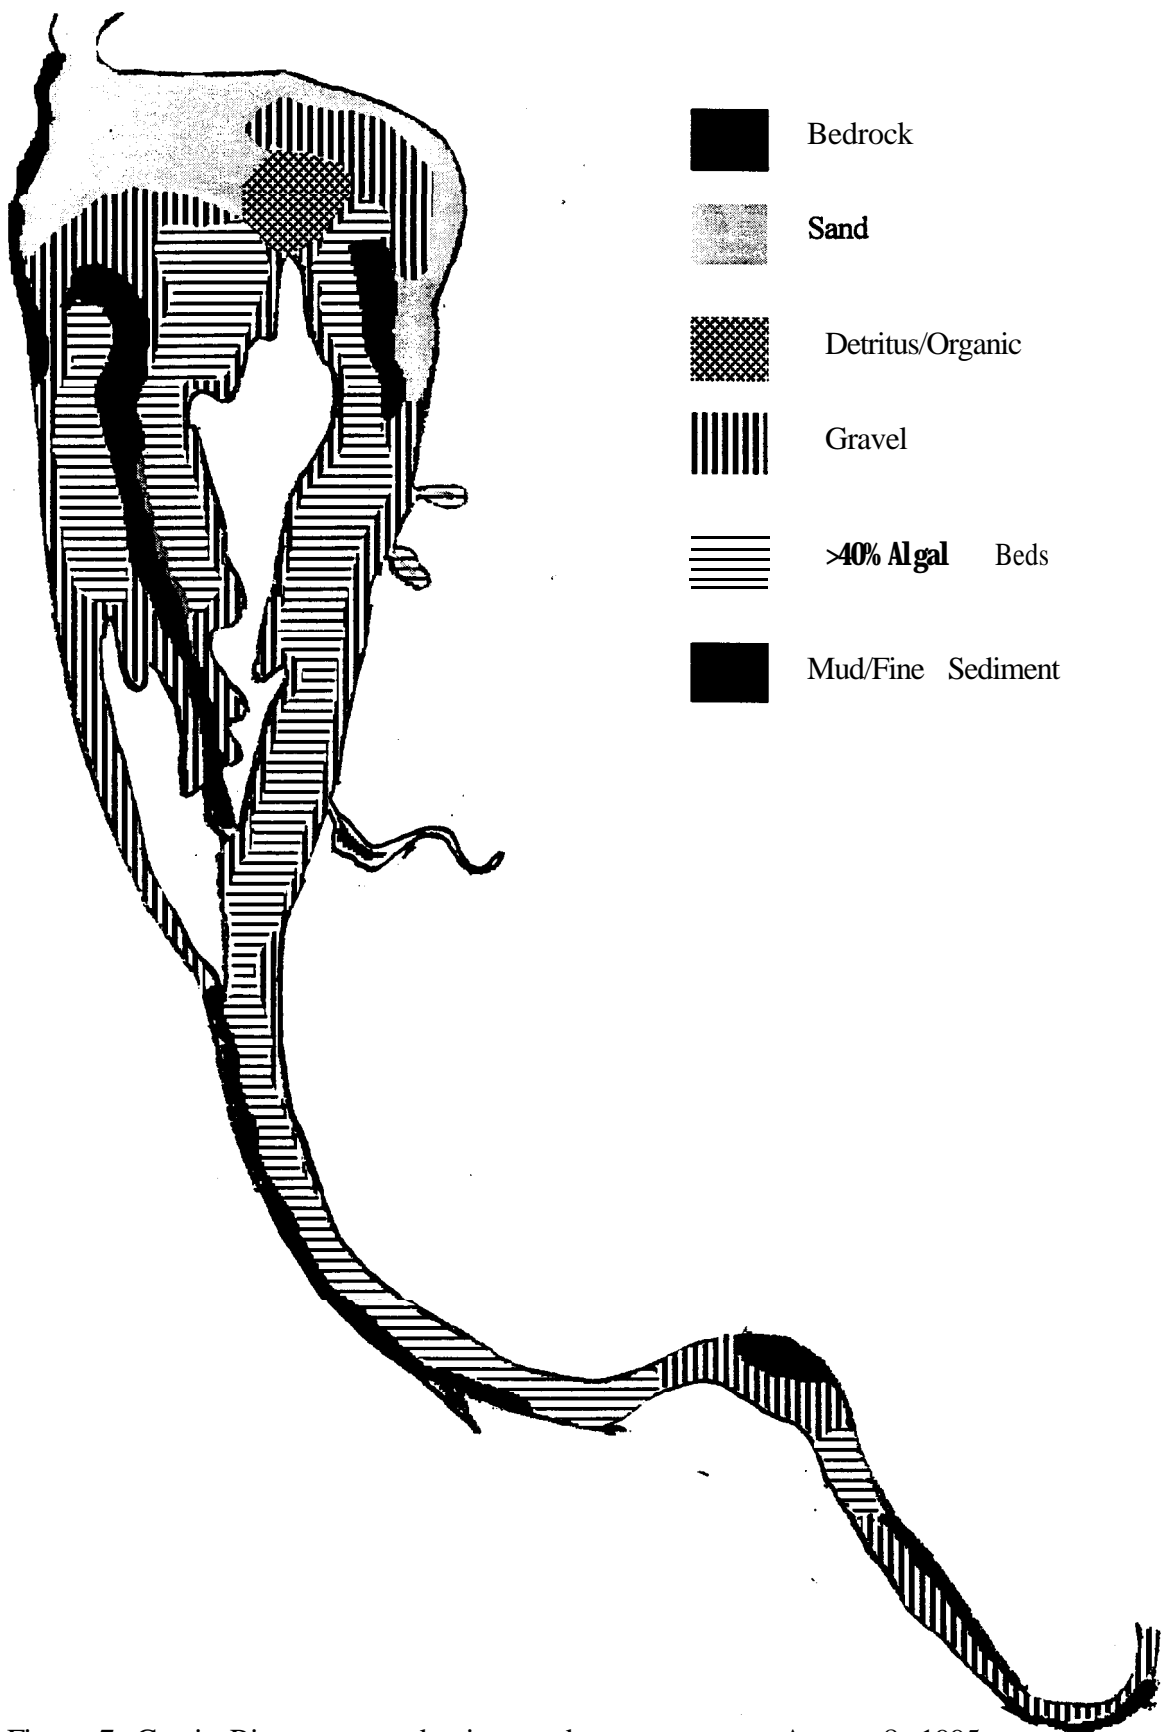 Bedrock
Sand
Detritus/Organic
Gravel
>40% Algal Beds
Mud/Fine Sediment